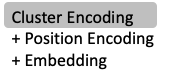 Cluster Encoding
+ Position Encoding
+ Embedding